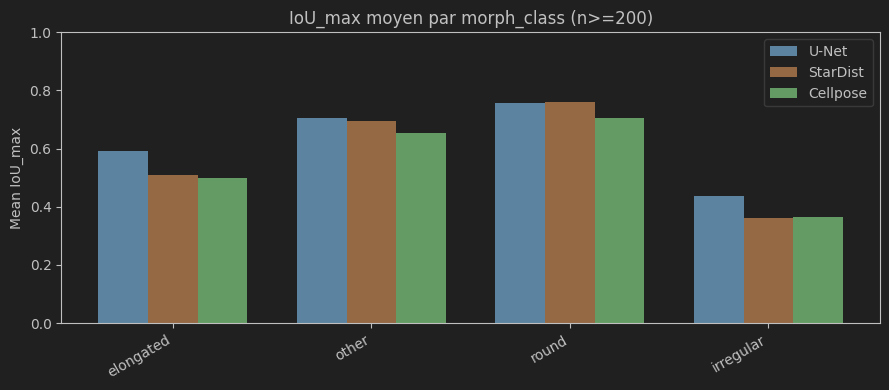 IoU_max moyen par morph_class (n>=200)
U-Net
StarDist
Cellpose
Mean IoU_max
1.0
0.8
0.6
0.4
0.2
0.0
elongated
other
round
irregular